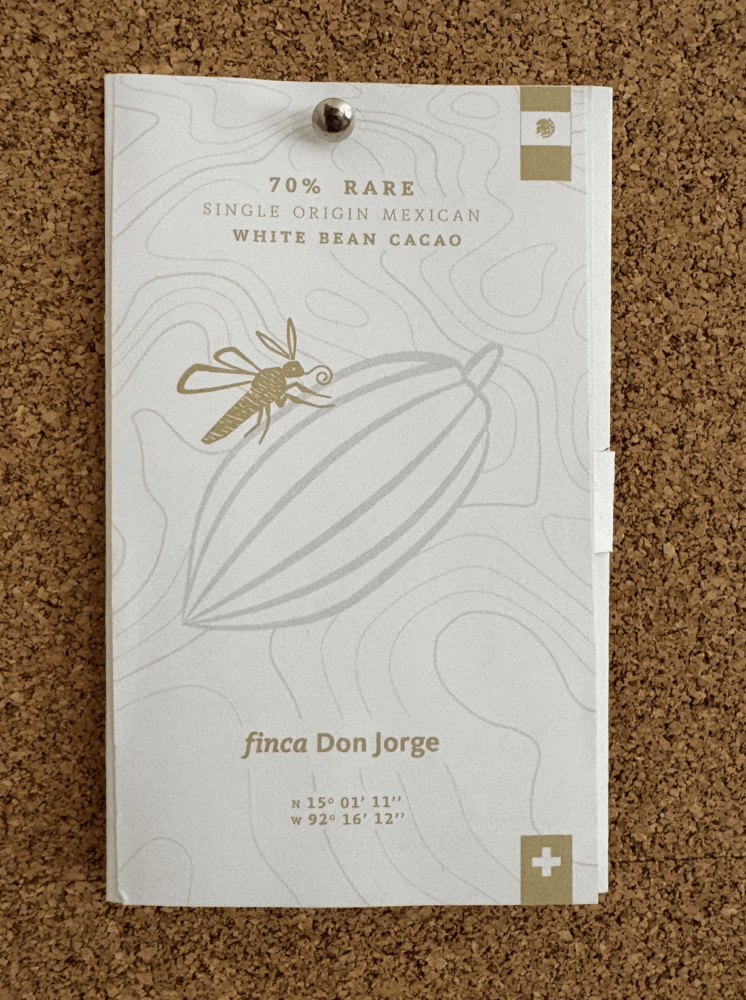 70% RARE
SINGLE ORIGIN MEXICAN
WHITE BEAN CACAO
finca Don Jorge
N 15° 01' 11''
W 92° 16' 12''